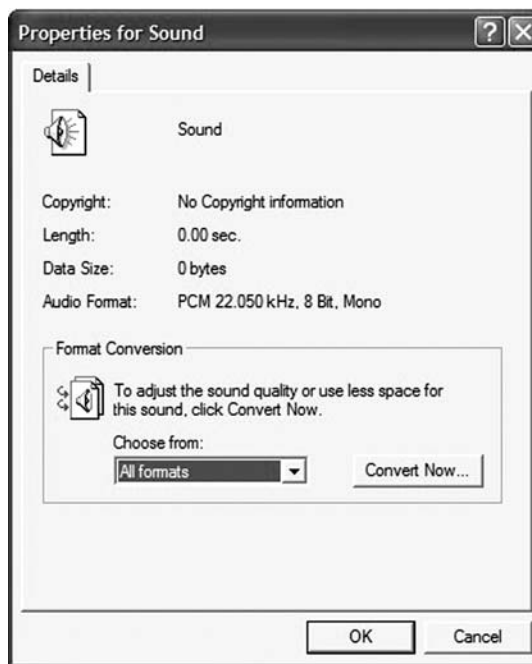 Properties for Sound
Details
Sound
Copyright: No Copyright information
Length: 0.00 sec.
Data Size: 0 bytes
Audio Format: PCM 22.050 kHz, 8 Bit, Mono
Format Conversion
To adjust the sound quality or use less space for
this sound, click Convert Now.
Choose from:
All formats Convert Now...
OK Cancel